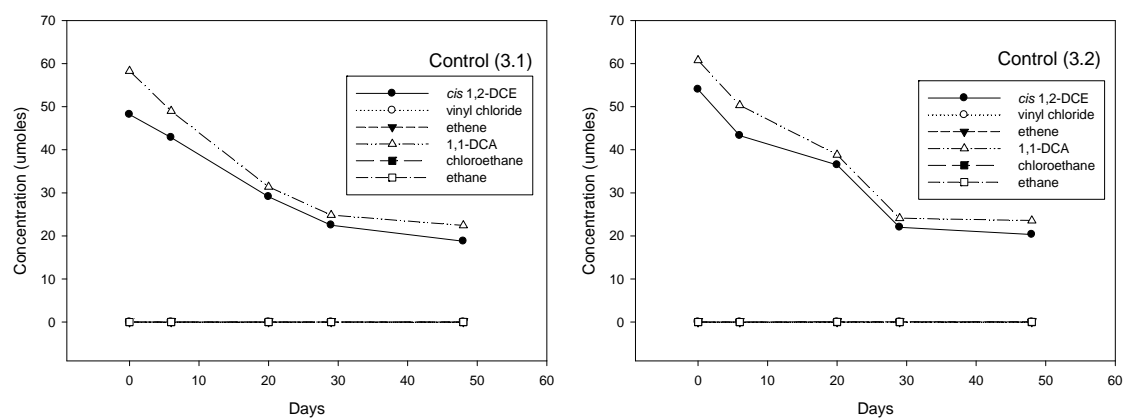 Control (3.1)
cis 1,2-DCE
vinyl chloride
ethene
1,1-DCA
chloroethane
ethane
Concentration (umoles)
70
60
50
40
30
20
10
0
0 10 20 30 40 50 60
Days
Control (3.2)
cis 1,2-DCE
vinyl chloride
ethene
1,1-DCA
chloroethane
ethane
Concentration (umoles)
70
60
50
40
30
20
10
0
0 10 20 30 40 50 60
Days